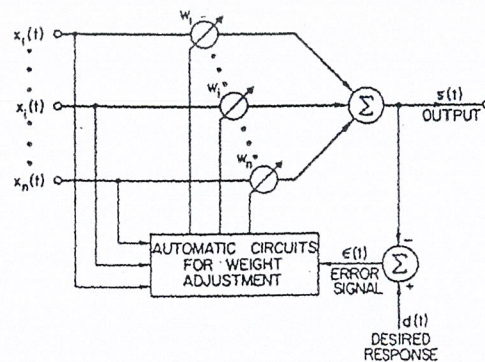 x₁(t)
w₁
xᵢ(t)
wᵢ
Σ
s(t)
OUTPUT
xₙ(t)
wₙ
AUTOMATIC CIRCUITS
FOR WEIGHT
ADJUSTMENT
ϵ(t)
ERROR
SIGNAL
−
Σ
+
d(t)
DESIRED
RESPONSE